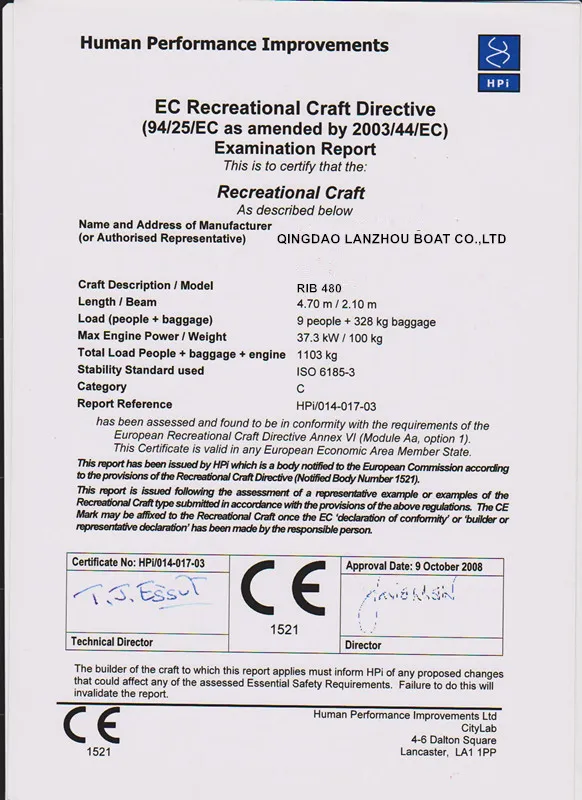 Human Performance Improvements
HPi
EC Recreational Craft Directive
(94/25/EC as amended by 2003/44/EC)
Examination Report
This is to certify that the:
Recreational Craft
As described below
Name and Address of Manufacturer
(or Authorised Representative) QINGDAO LANZHOU BOAT CO.,LTD
Craft Description / Model RIB 480
Length / Beam 4.70 m / 2.10 m
Load (people + baggage) 9 people + 328 kg baggage
Max Engine Power / Weight 37.3 kW / 100 kg
Total Load People + baggage + engine 1103 kg
Stability Standard used ISO 6185-3
Category C
Report Reference HPi/014-017-03
has been assessed and found to be in conformity with the requirements of the
European Recreational Craft Directive Annex VI (Module Aa, option 1).
This Certificate is valid in any European Economic Area Member State.
This report has been issued by HPi which is a body notified to the European Commission according
to the provisions of the Recreational Craft Directive (Notified Body Number 1521).
This report is issued following the assessment of a representative example or examples of the
Recreational Craft type submitted in accordance with the provisions of the above regulations. The CE
Mark may be affixed to the Recreational Craft once the EC 'declaration of conformity' or 'builder or
representative declaration' has been made by the responsible person.
Certificate No: HPi/014-017-03
T.J. ESSUT
Technical Director
CE
1521
Approval Date: 9 October 2008
Director
The builder of the craft to which this report applies must inform HPi of any proposed changes
that could affect any of the assessed Essential Safety Requirements. Failure to do this will
invalidate the report.
CE
1521
Human Performance Improvements Ltd
CityLab
4-6 Dalton Square
Lancaster, LA1 1PP